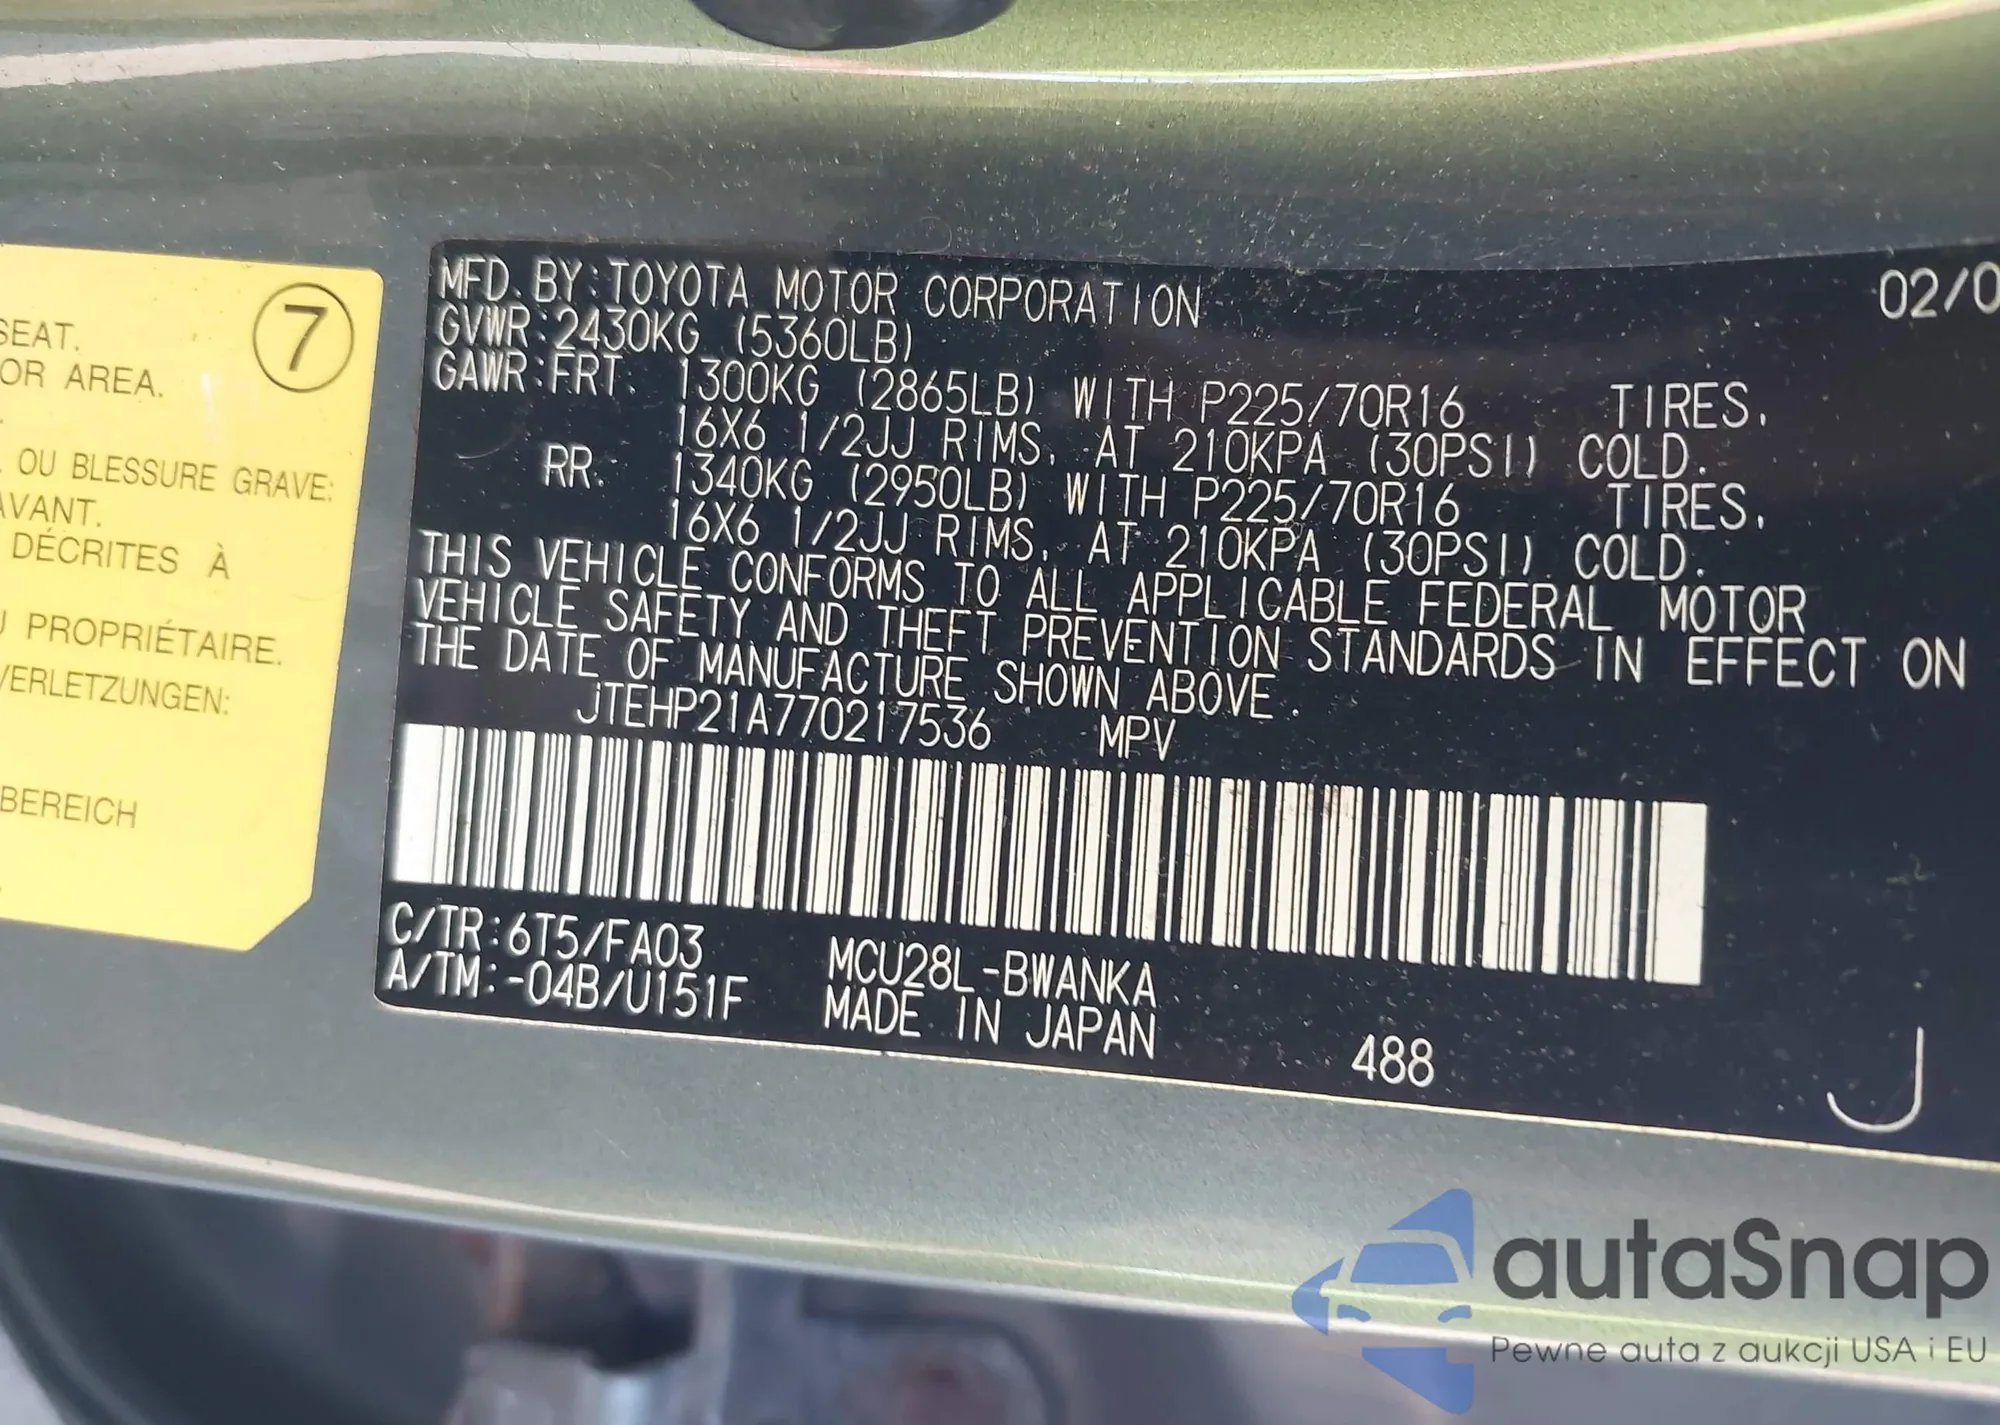 7
SEAT.
OR AREA.
OU BLESSURE GRAVE:
AVANT.
DÉCRITES À
PROPRIÉTAIRE.
VERLETZUNGEN:
BEREICH
MFD. BY: TOYOTA MOTOR CORPORATION 02/0
GVWR: 2430KG (5360LB)
GAWR: FRT: 1300KG (2865LB) WITH P225/70R16 TIRES,
16X6 1/2JJ RIMS, AT 210KPA (30PSI) COLD.
RR: 1340KG (2950LB) WITH P225/70R16 TIRES,
16X6 1/2JJ RIMS, AT 210KPA (30PSI) COLD.
THIS VEHICLE CONFORMS TO ALL APPLICABLE FEDERAL MOTOR
VEHICLE SAFETY AND THEFT PREVENTION STANDARDS IN EFFECT ON
THE DATE OF MANUFACTURE SHOWN ABOVE.
JTEHP21A770217536 MPV
C/TR: 6T5/FA03 MCU28L-BWANKA
A/TM: -04B/U151F MADE IN JAPAN 488
J
autaSnap
Pewne auta z aukcji USA i EU